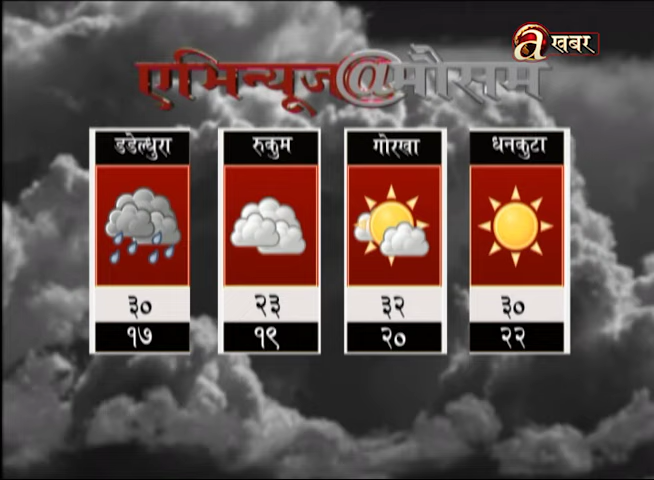 a खबर
एभिन्यूज@मौसम
डडेल्धुरा रुकुम गोरखा धनकुटा
३० २३ ३२ ३०
१७ १९ २० २२